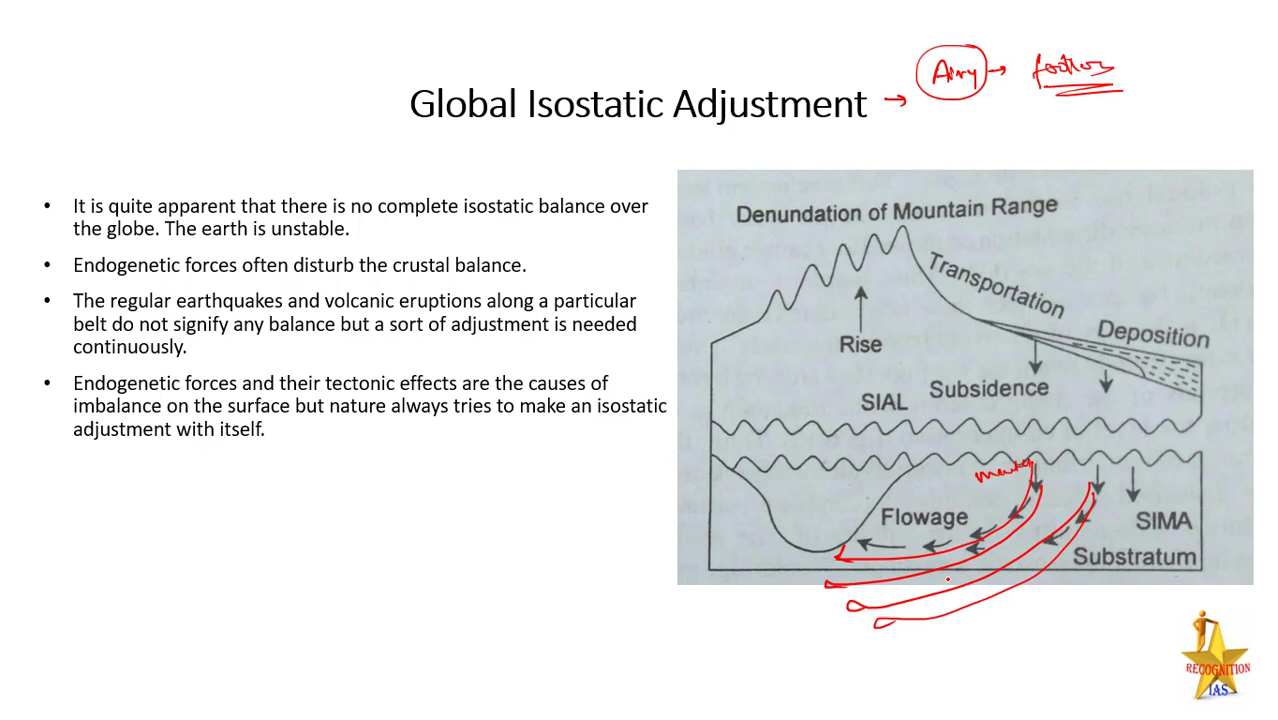 Airy
Global Isostatic Adjustment
• It is quite apparent that there is no complete isostatic balance over
the globe. The earth is unstable.
• Endogenetic forces often disturb the crustal balance.
• The regular earthquakes and volcanic eruptions along a particular
belt do not signify any balance but a sort of adjustment is needed
continuously.
• Endogenetic forces and their tectonic effects are the causes of
imbalance on the surface but nature always tries to make an isostatic
adjustment with itself.
Denundation of Mountain Range
Transportation
Deposition
Rise
Subsidence
SIAL
Flowage
SIMA
Substratum
RECOGNITION
IAS